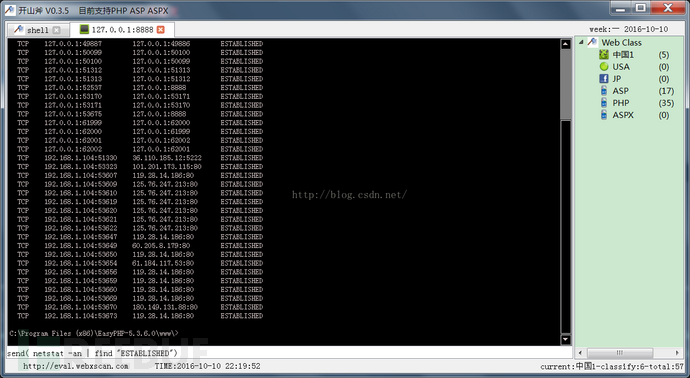 开山斧 V0.3.5 目前支持PHP ASP ASPX
shell
127.0.0.1:8888
week:一 2016-10-10
TCP 127.0.0.1:49887 127.0.0.1:49886 ESTABLISHED
TCP 127.0.0.1:50099 127.0.0.1:50100 ESTABLISHED
TCP 127.0.0.1:50100 127.0.0.1:50099 ESTABLISHED
TCP 127.0.0.1:51312 127.0.0.1:51313 ESTABLISHED
TCP 127.0.0.1:51313 127.0.0.1:51312 ESTABLISHED
TCP 127.0.0.1:52537 127.0.0.1:8888 ESTABLISHED
TCP 127.0.0.1:53170 127.0.0.1:53171 ESTABLISHED
TCP 127.0.0.1:53171 127.0.0.1:53170 ESTABLISHED
TCP 127.0.0.1:53675 127.0.0.1:8888 ESTABLISHED
TCP 127.0.0.1:61999 127.0.0.1:62000 ESTABLISHED
TCP 127.0.0.1:62000 127.0.0.1:61999 ESTABLISHED
TCP 127.0.0.1:62001 127.0.0.1:62002 ESTABLISHED
TCP 127.0.0.1:62002 127.0.0.1:62001 ESTABLISHED
TCP 192.168.1.104:51330 36.110.185.12:5222 ESTABLISHED
TCP 192.168.1.104:53323 101.201.173.115:80 ESTABLISHED
TCP 192.168.1.104:53607 119.28.14.186:80 ESTABLISHED
TCP 192.168.1.104:53609 125.76.247.213:80 ESTABLISHED
TCP 192.168.1.104:53610 125.76.247.213:80 ESTABLISHED
TCP 192.168.1.104:53619 125.76.247.213:80 ESTABLISHED
TCP 192.168.1.104:53620 125.76.247.213:80 ESTABLISHED
TCP 192.168.1.104:53621 125.76.247.213:80 ESTABLISHED
TCP 192.168.1.104:53622 125.76.247.213:80 ESTABLISHED
TCP 192.168.1.104:53647 119.28.14.186:80 ESTABLISHED
TCP 192.168.1.104:53649 60.205.8.179:80 ESTABLISHED
TCP 192.168.1.104:53650 119.28.14.186:80 ESTABLISHED
TCP 192.168.1.104:53654 61.184.117.53:80 ESTABLISHED
TCP 192.168.1.104:53656 119.28.14.186:80 ESTABLISHED
TCP 192.168.1.104:53659 119.28.14.186:80 ESTABLISHED
TCP 192.168.1.104:53660 119.28.14.186:80 ESTABLISHED
TCP 192.168.1.104:53669 119.28.14.186:80 ESTABLISHED
TCP 192.168.1.104:53670 180.149.131.88:80 ESTABLISHED
TCP 192.168.1.104:53673 119.28.14.186:80 ESTABLISHED
C:\Program Files (x86)\EasyPHP-5.3.6.0\www\>
http://blog.csdn.net/
Web Class
中国1 (5)
USA (0)
JP (0)
ASP (17)
PHP (35)
ASPX (0)
send( netstat -an | find "ESTABLISHED")
http://eval.webxscan.com TIME:2016-10-10 22:19:52
current:中国1-classify:6-total:57